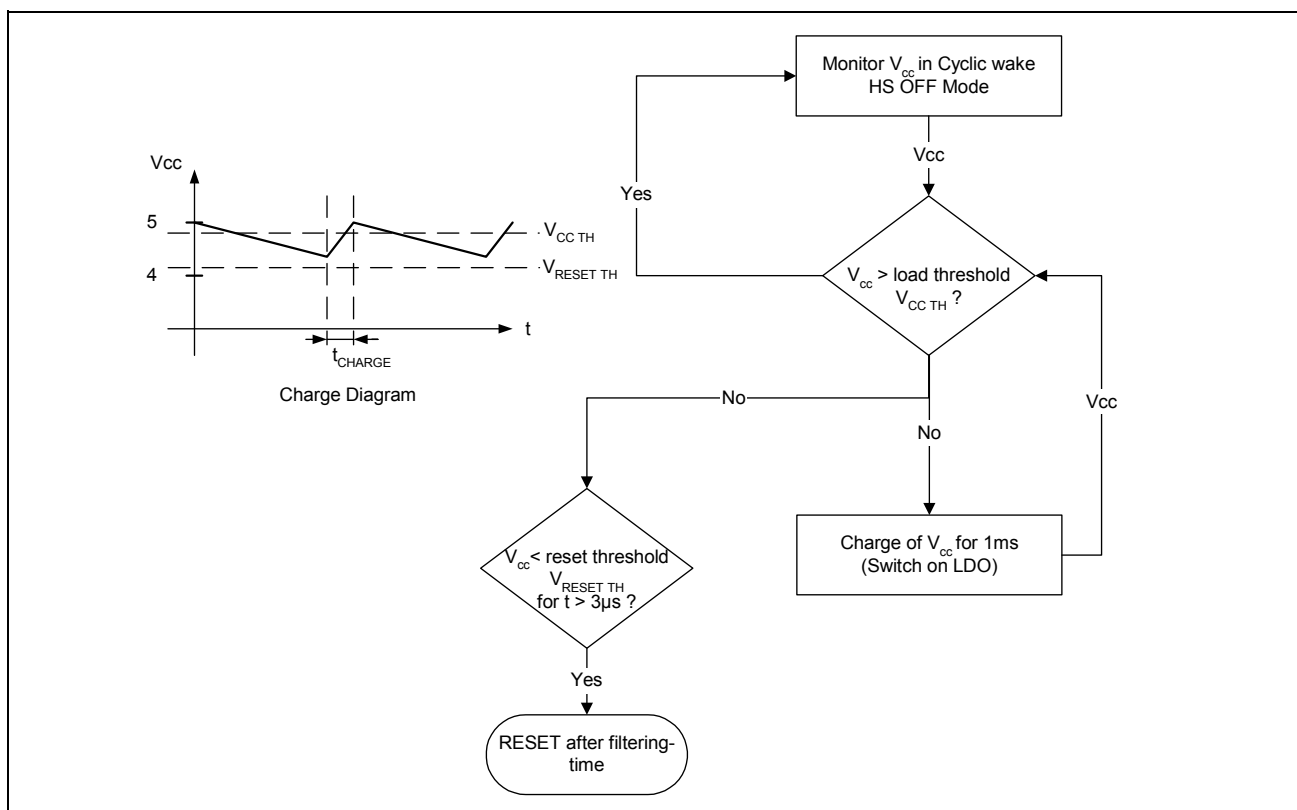 Monitor Vcc in Cyclic wake
HS OFF Mode
Vcc
Yes
Vcc > load threshold
VCC TH ?
No
No
Vcc
Charge of Vcc for 1ms
(Switch on LDO)
Vcc< reset threshold
VRESET TH
for t > 3µs ?
Yes
RESET after filtering-
time
Vcc
5
4
VCC TH
VRESET TH
t
tCHARGE
Charge Diagram